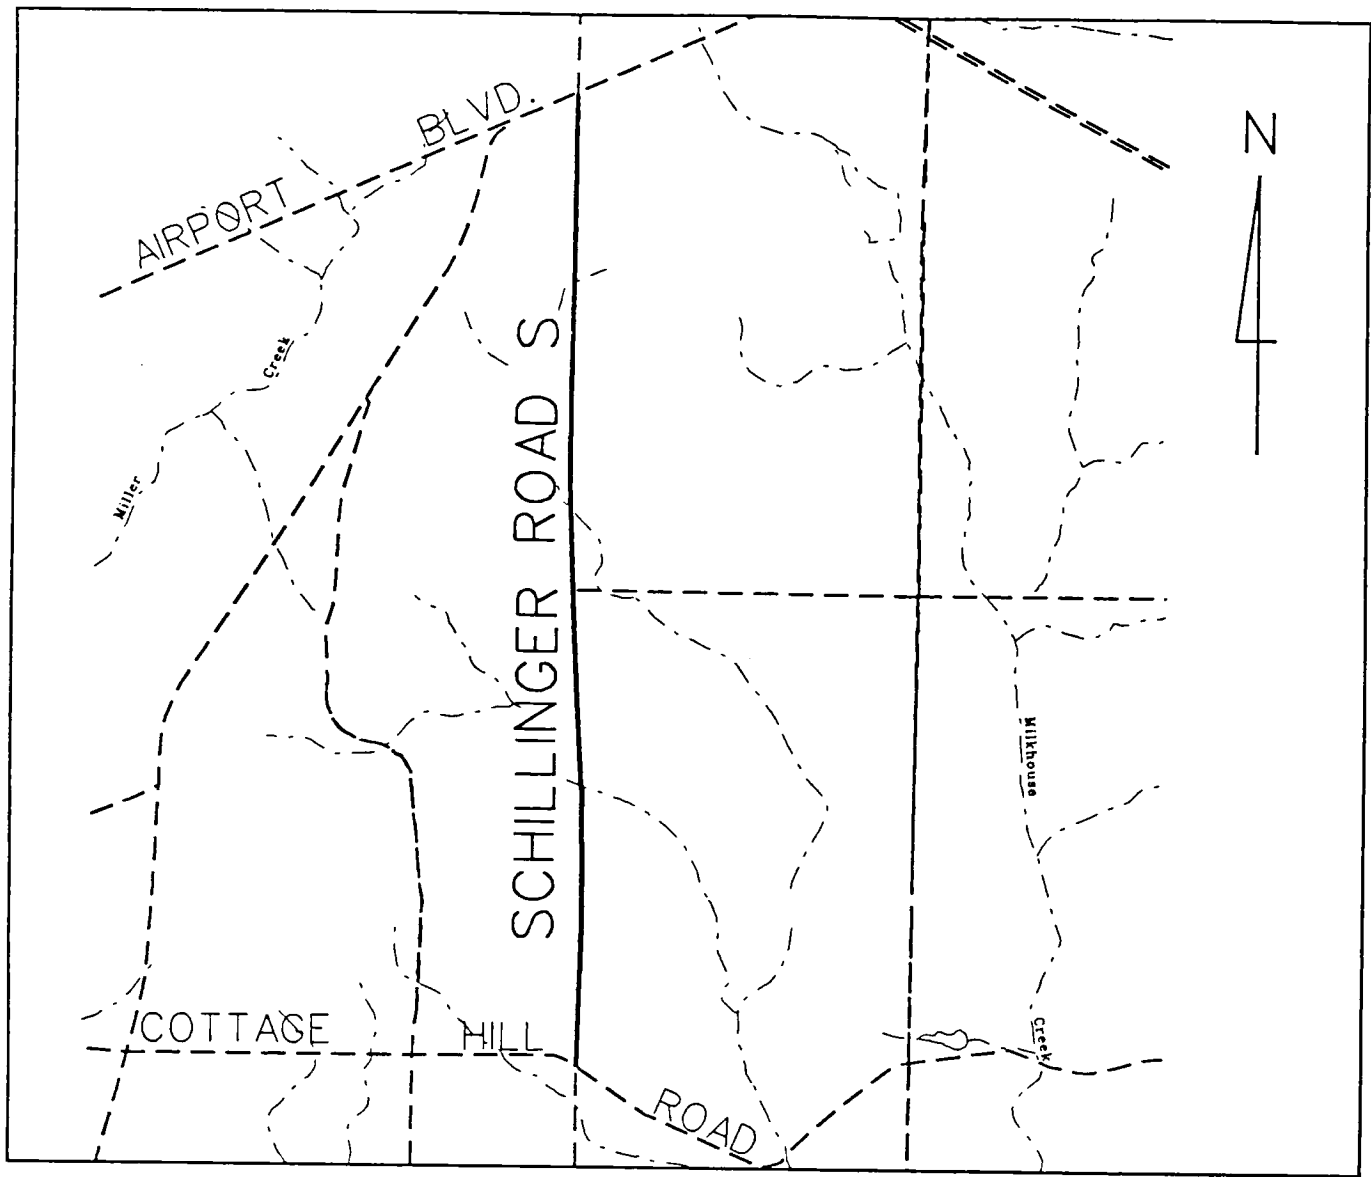 AIRPORT BLVD.
N
SCHILLINGER ROAD S
Miller Creek
Milkhouse Creek
COTTAGE HILL ROAD